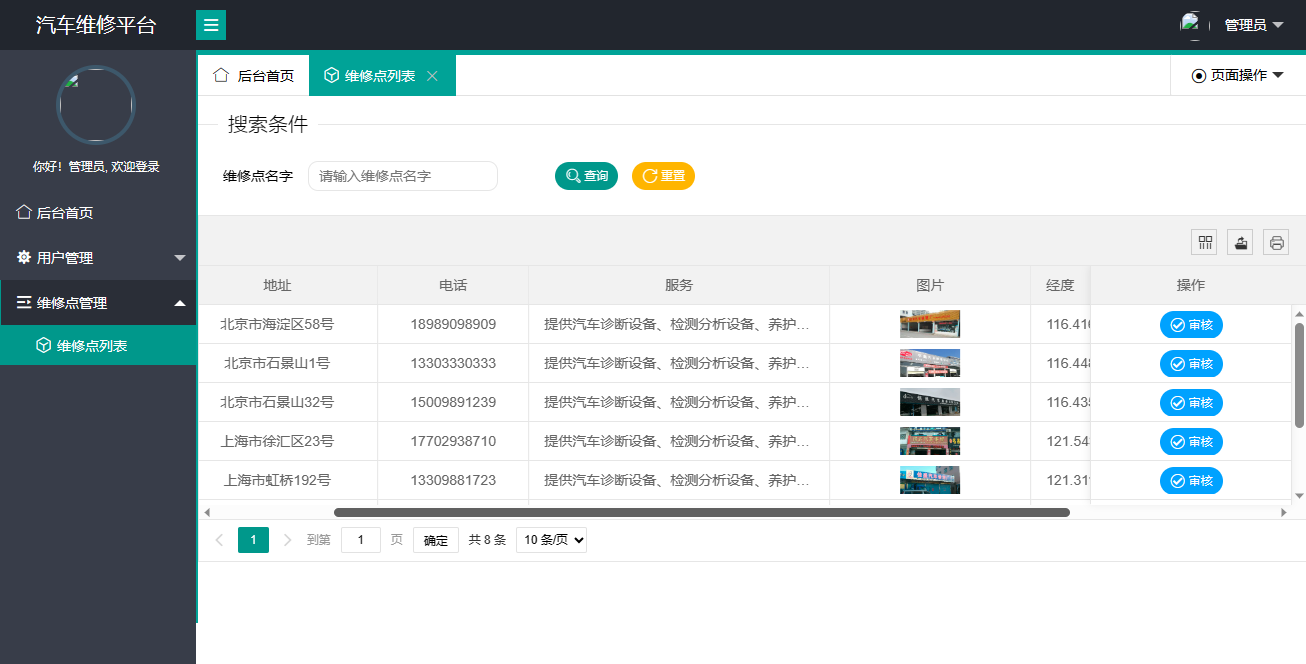 汽车维修平台
管理员
你好！管理员, 欢迎登录
后台首页
用户管理
维修点管理
维修点列表
后台首页
维修点列表
页面操作
搜索条件
维修点名字 请输入维修点名字 查询 重置
地址 电话 服务 图片 经度 操作
北京市海淀区58号 18989098909 提供汽车诊断设备、检测分析设备、养护... 116.416 审核
北京市石景山1号 13303330333 提供汽车诊断设备、检测分析设备、养护... 116.448 审核
北京市石景山32号 15009891239 提供汽车诊断设备、检测分析设备、养护... 116.435 审核
上海市徐汇区23号 17702938710 提供汽车诊断设备、检测分析设备、养护... 121.54 审核
上海市虹桥192号 13309881723 提供汽车诊断设备、检测分析设备、养护... 121.31 审核
1 到第 1 页 确定 共 8 条 10 条/页